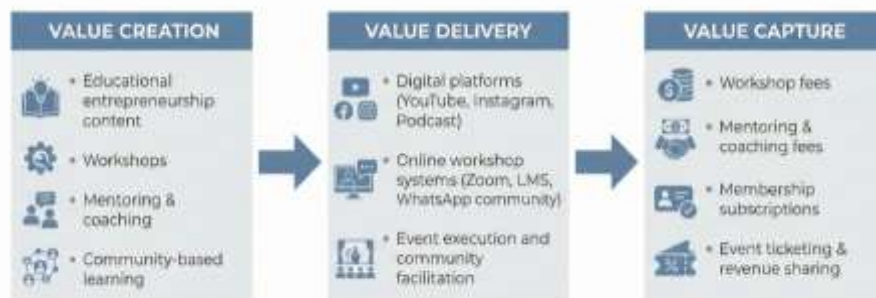 VALUE CREATION
• Educational
entrepreneurship
content
• Workshops
• Mentoring &
coaching
• Community-based
learning
VALUE DELIVERY
• Digital platforms
(YouTube, Instagram,
Podcast)
• Online workshop
systems (Zoom, LMS,
WhatsApp community)
• Event execution and
community
facilitation
VALUE CAPTURE
• Workshop fees
• Mentoring &
coaching fees
• Membership
subscriptions
• Event ticketing &
revenue sharing